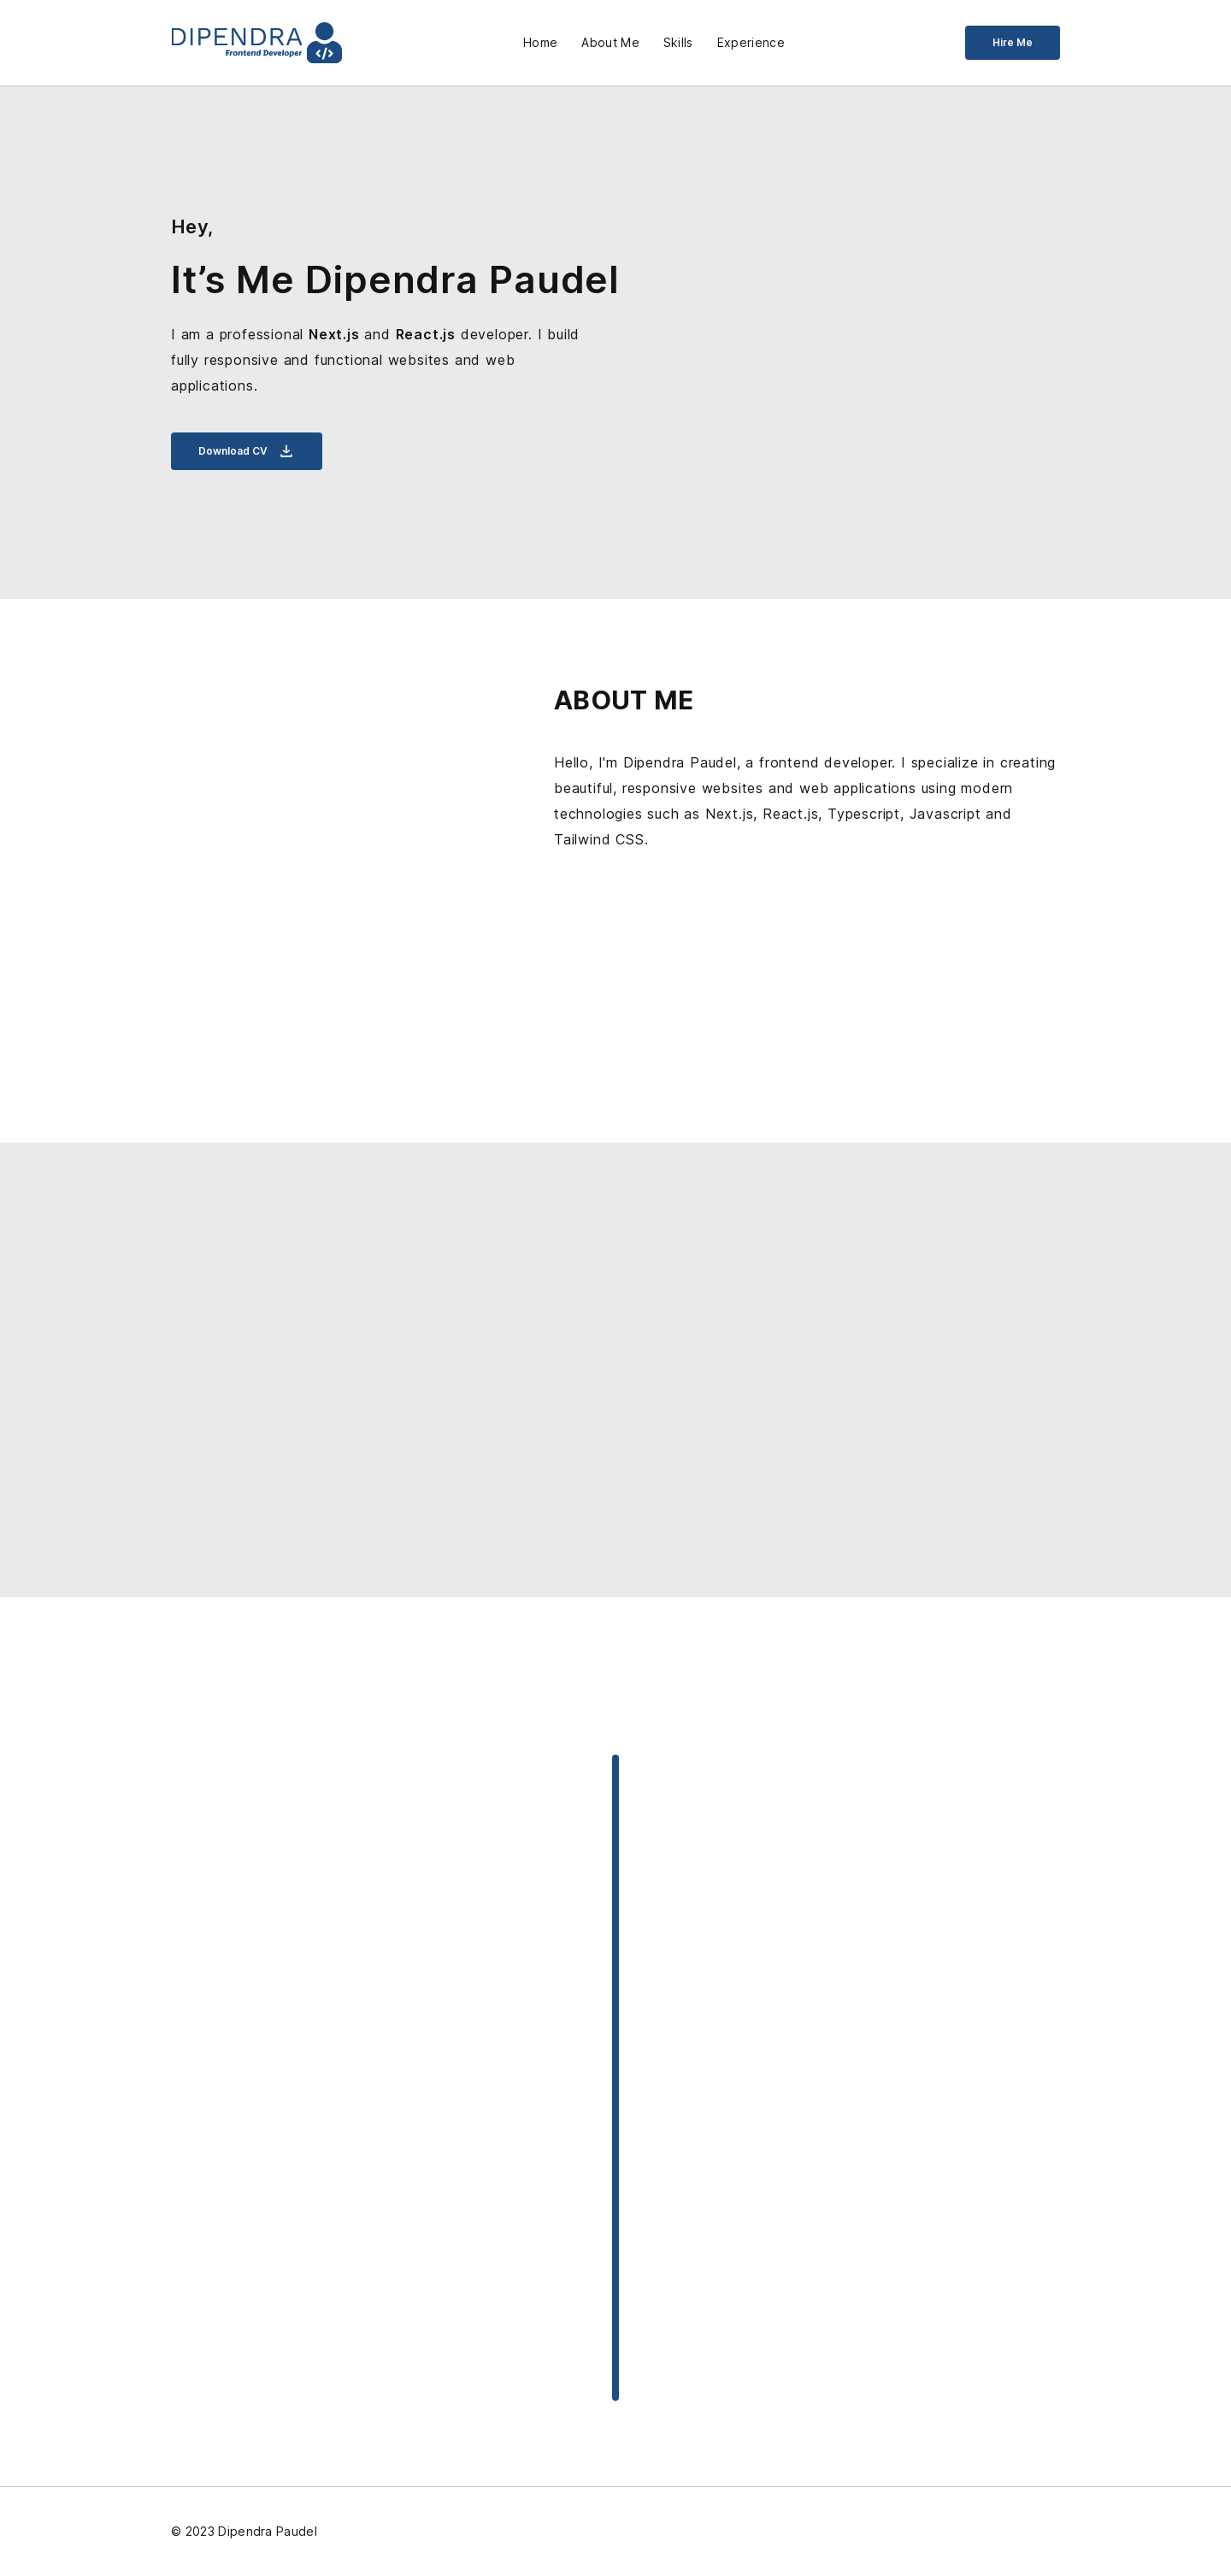 DIPENDRA
Frontend Developer
Home
About Me
Skills
Experience
Hire Me
Hey,
It’s Me Dipendra Paudel
I am a professional Next.js and React.js developer. I build
fully responsive and functional websites and web
applications.
Download CV
ABOUT ME
Hello, I'm Dipendra Paudel, a frontend developer. I specialize in creating
beautiful, responsive websites and web applications using modern
technologies such as Next.js, React.js, Typescript, Javascript and
Tailwind CSS.
© 2023 Dipendra Paudel